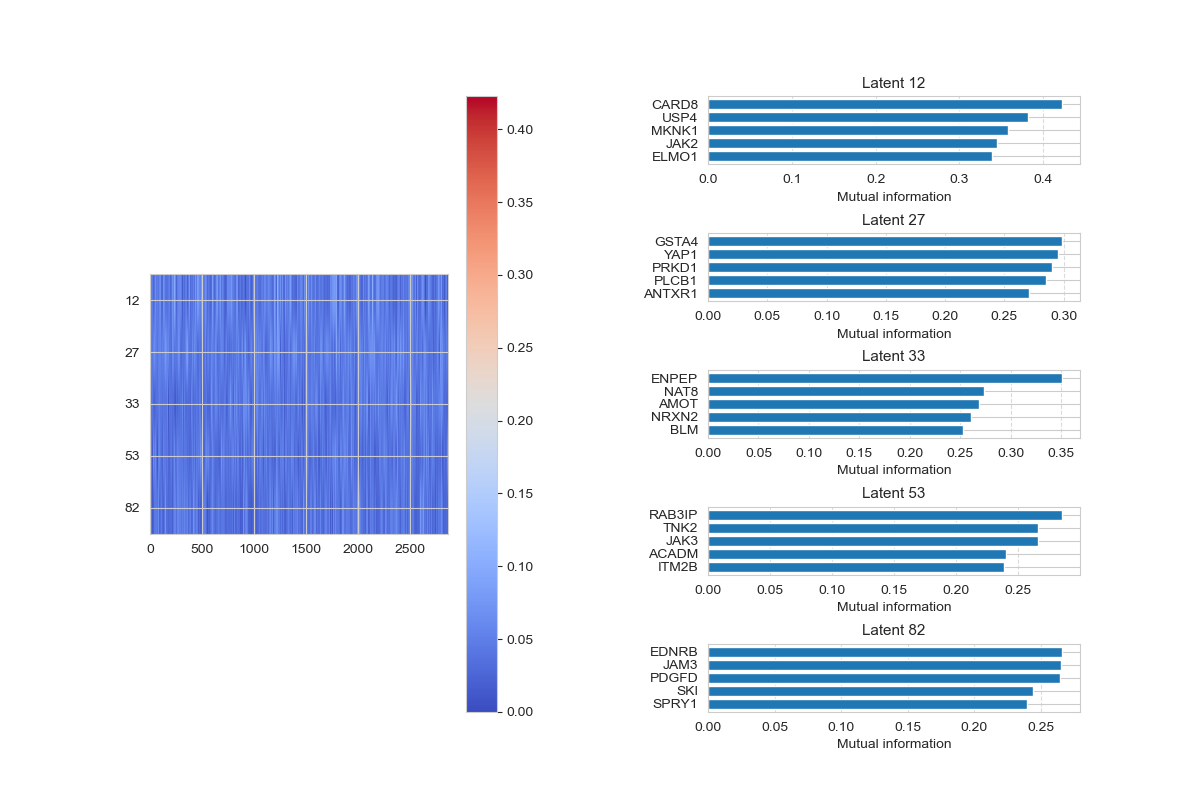 12
27
33
53
82
0 500 1000 1500 2000 2500
0.40
0.35
0.30
0.25
0.20
0.15
0.10
0.05
0.00
Latent 12
CARD8
USP4
MKNK1
JAK2
ELMO1
0.0 0.1 0.2 0.3 0.4
Mutual information
Latent 27
GSTA4
YAP1
PRKD1
PLCB1
ANTXR1
0.00 0.05 0.10 0.15 0.20 0.25 0.30
Mutual information
Latent 33
ENPEP
NAT8
AMOT
NRXN2
BLM
0.00 0.05 0.10 0.15 0.20 0.25 0.30 0.35
Mutual information
Latent 53
RAB3IP
TNK2
JAK3
ACADM
ITM2B
0.00 0.05 0.10 0.15 0.20 0.25
Mutual information
Latent 82
EDNRB
JAM3
PDGFD
SKI
SPRY1
0.00 0.05 0.10 0.15 0.20 0.25
Mutual information